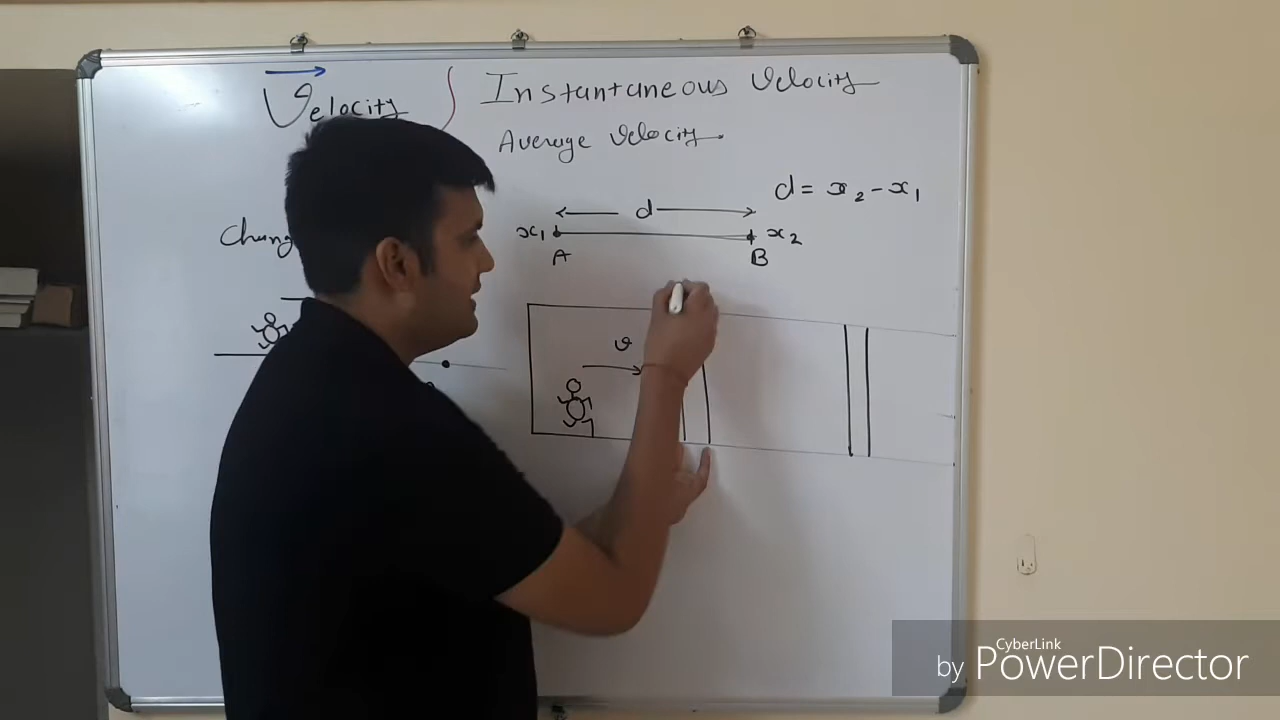 Velocity
Instantaneous Velocity
Average Velocity
d = x2 - x1
d
x1
x2
A
B
v
CyberLink
by PowerDirector